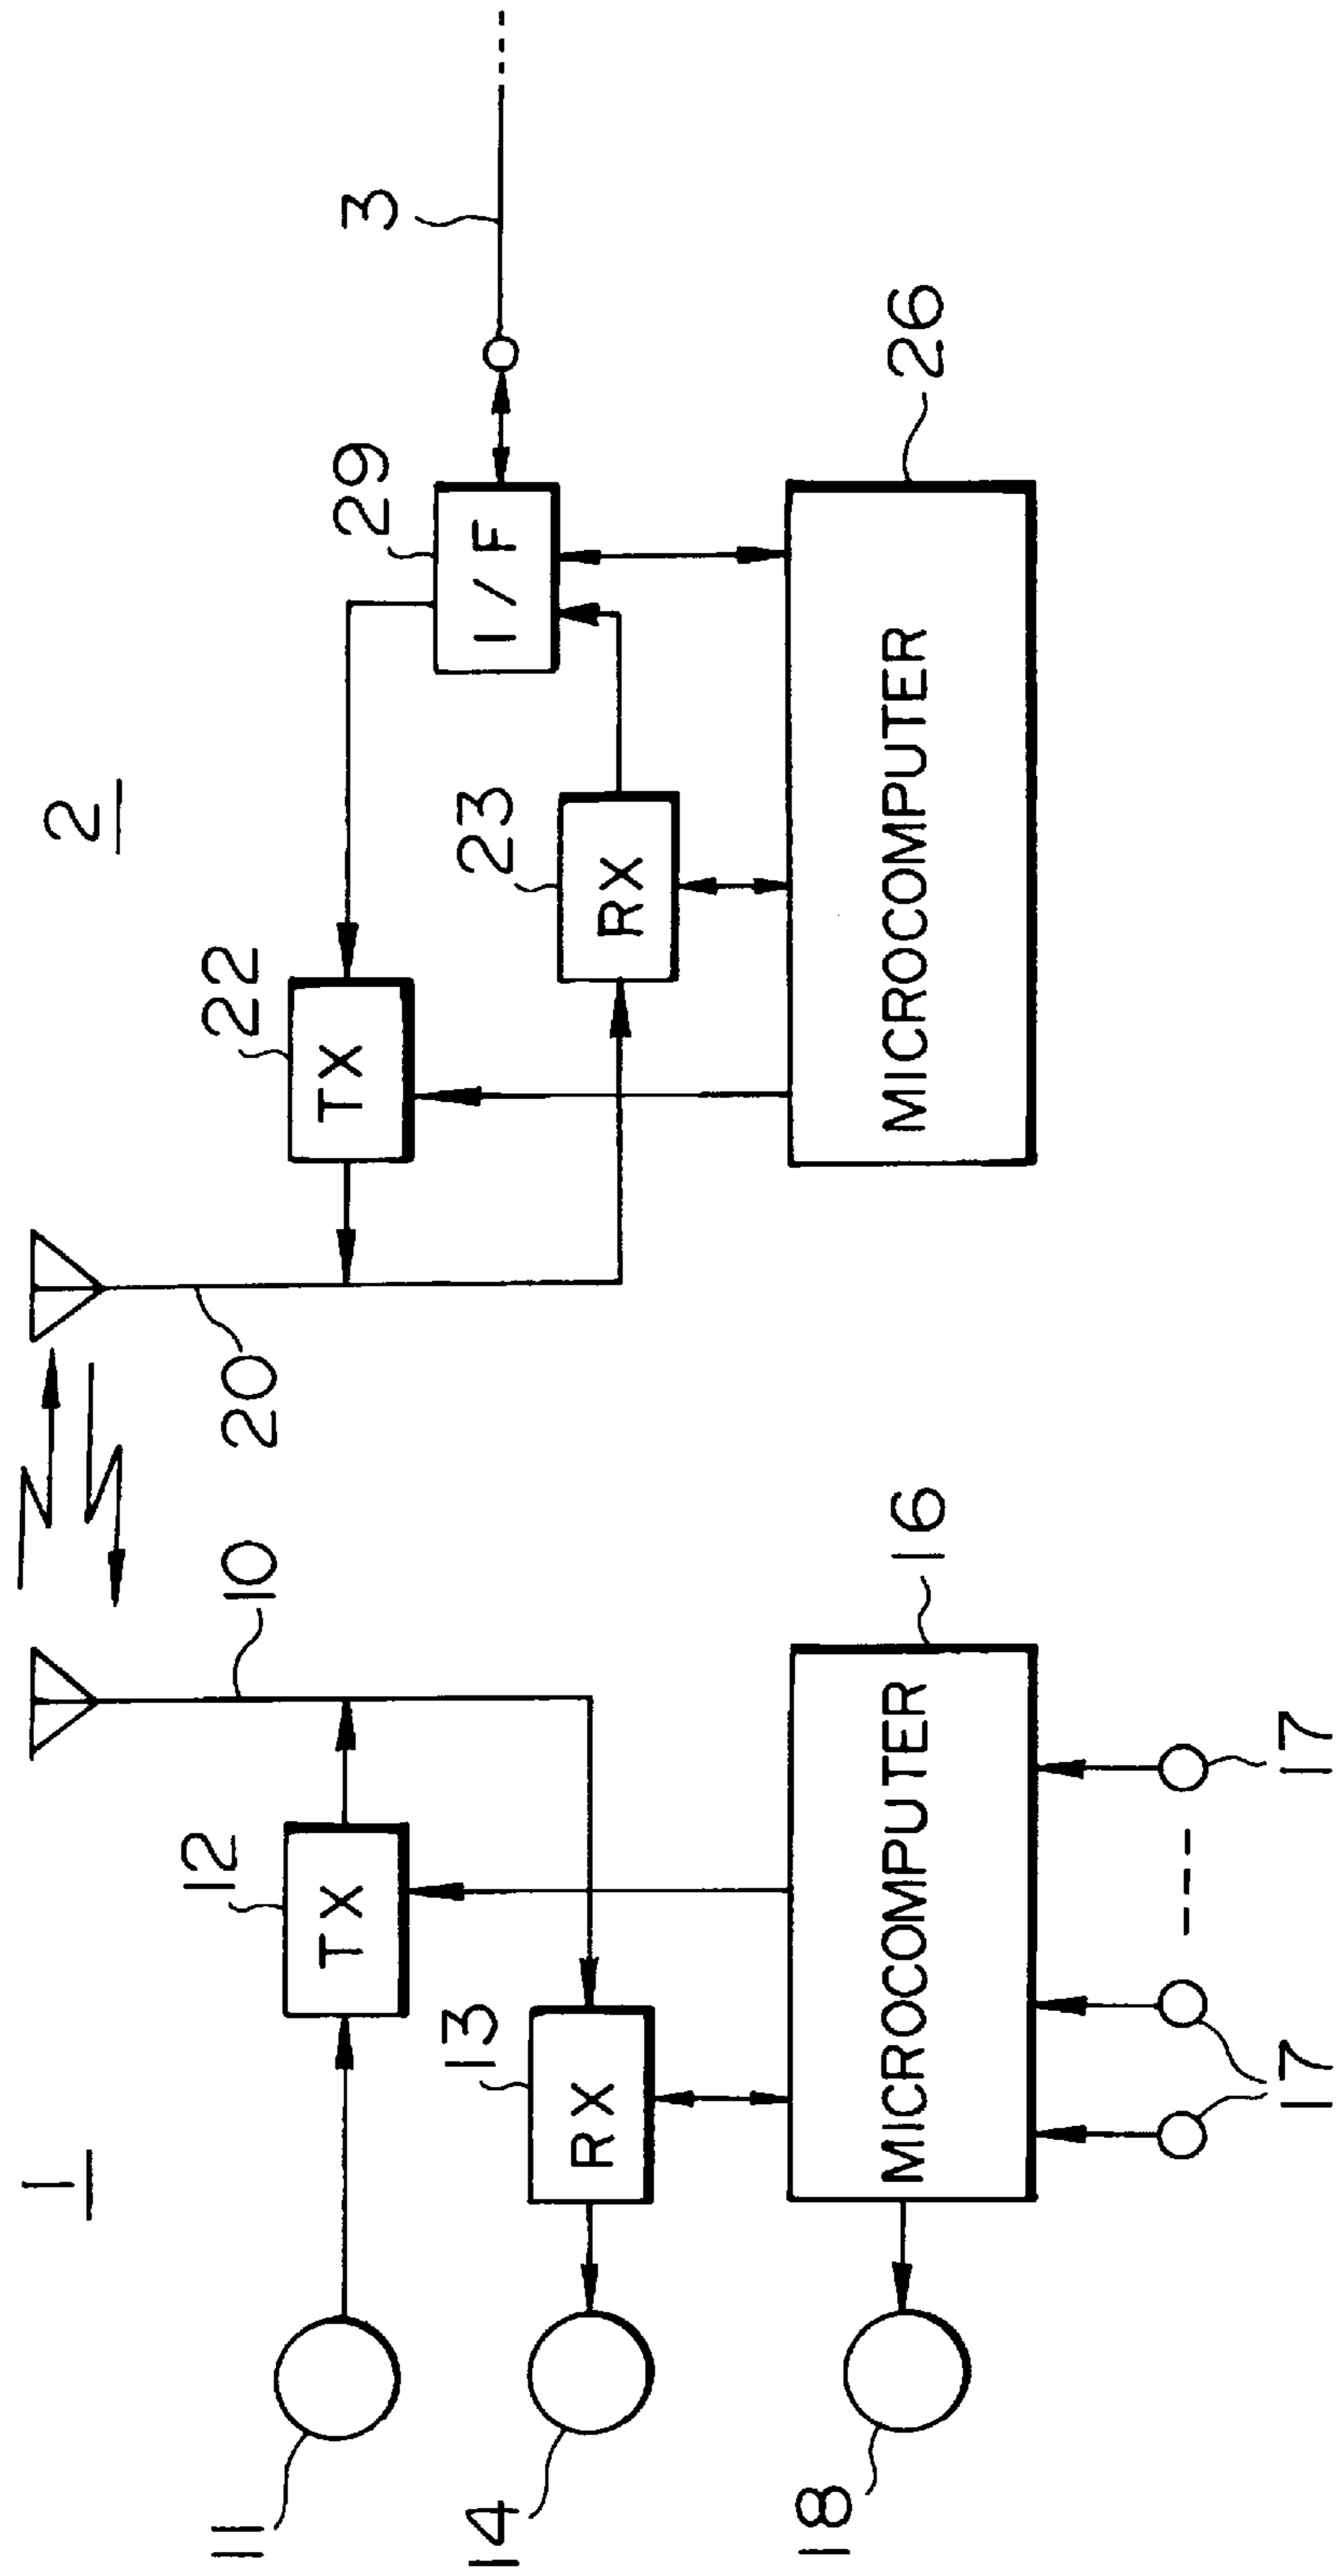 1
2
10
20
3
11
12
TX
22
TX
29
I/F
14
13
RX
23
RX
18
16
MICROCOMPUTER
26
MICROCOMPUTER
17
17